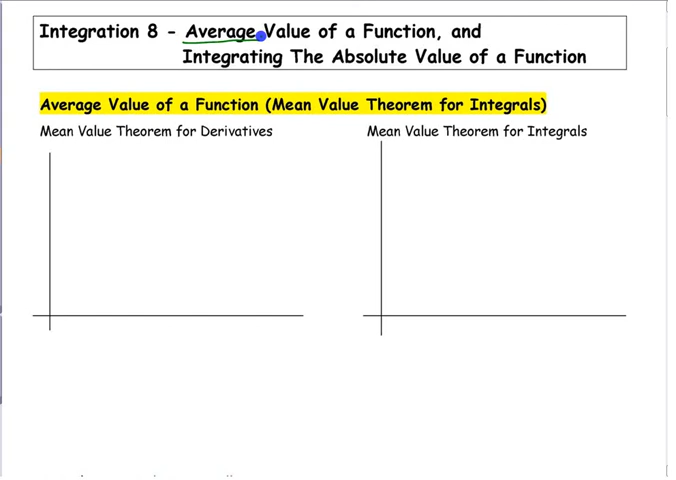 Integration 8 - Average Value of a Function, and
Integrating The Absolute Value of a Function
Average Value of a Function (Mean Value Theorem for Integrals)
Mean Value Theorem for Derivatives
Mean Value Theorem for Integrals